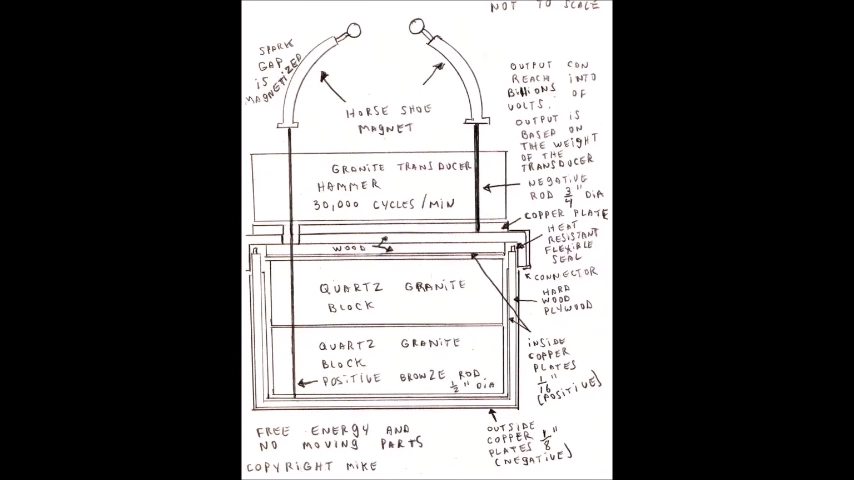 NOT TO SCALE
SPARK
GAP
iS
MAGNETIZED
HORSE SHOE
MAGNET
OUTPUT CAN
REACH INTO
BILLIONS OF
VOLTS.
OUTPUT IS
BASED ON
THE WEIGHT
OF THE
TRANSDUCER
GRANITE TRANSDUCER
HAMMER
30,000 CYCLES/MIN
NEGATIVE
ROD 3/4" DIA
COPPER PLATE
HEAT
RESISTANT
FLEXIBLE
SEAL
WOOD
CONNECTOR
HARD
WOOD
PLYWOOD
QUARTZ GRANITE
BLOCK
QUARTZ GRANITE
BLOCK
POSITIVE BRONZE ROD
1/2" DIA
INSIDE
COPPER
PLATES
1/16"
(POSITIVE)
OUTSIDE
COPPER 1/8"
PLATES
(NEGATIVE)
FREE ENERGY AND
NO MOVING PARTS
COPYRIGHT MIKE